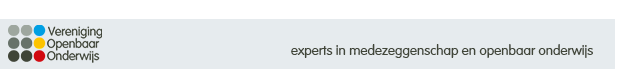 Vereniging
Openbaar
Onderwijs
experts in medezeggenschap en openbaar onderwijs